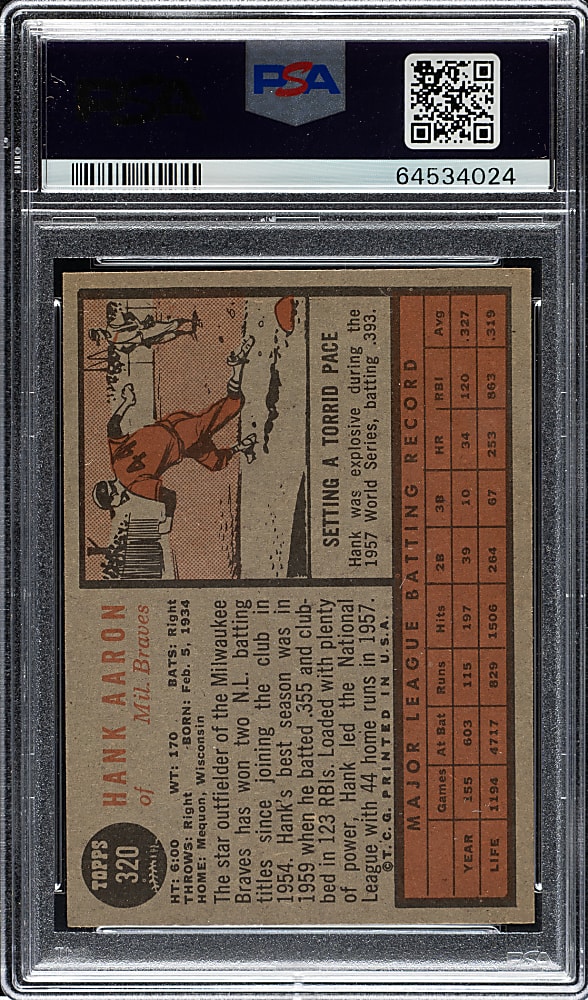 PSA
64534024
TOPPS
320
HANK AARON
of Mil. Braves
HT: 6:00 WT: 170 BATS: Right
THROWS: Right BORN: Feb. 5, 1934
HOME: Mequon, Wisconsin
The star outfielder of the Milwaukee
Braves has won two N.L. batting
titles since joining the club in
1954. Hank's best season was in
1959 when he batted .355 and club-
bed in 123 RBIs. Loaded with plenty
of power, Hank led the National
League with 44 home runs in 1957.
©T.C.G. PRINTED IN U.S.A.
44
SETTING A TORRID PACE
Hank was explosive during the
1957 World Series, batting .393.
MAJOR LEAGUE BATTING RECORD
Games At Bat Runs Hits 2B 3B HR RBI Avg
YEAR 155 603 115 197 39 10 34 120 .327
LIFE 1194 4717 829 1506 264 67 253 863 .319
PSA